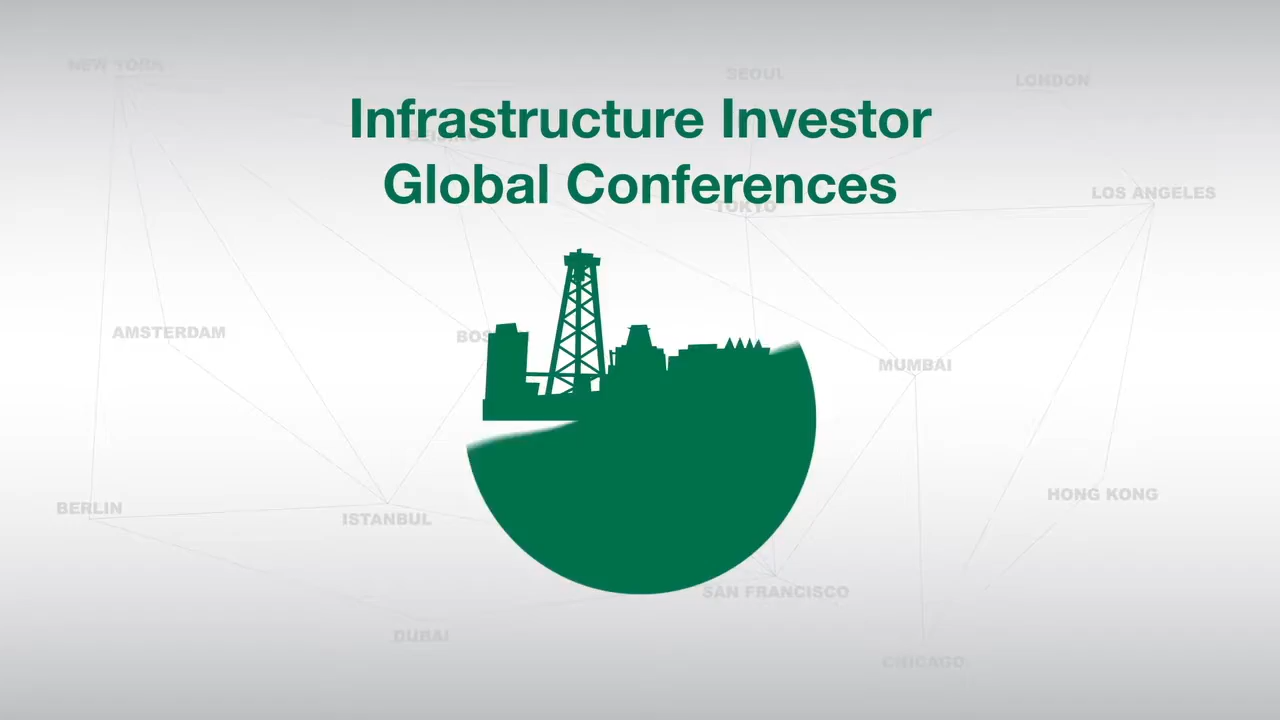 NEW YORK
SEOUL
LONDON
Infrastructure Investor
Global Conferences
LOS ANGELES
TOKYO
AMSTERDAM
MUMBAI
BERLIN
ISTANBUL
HONG KONG
SAN FRANCISCO
DUBAI
CHICAGO